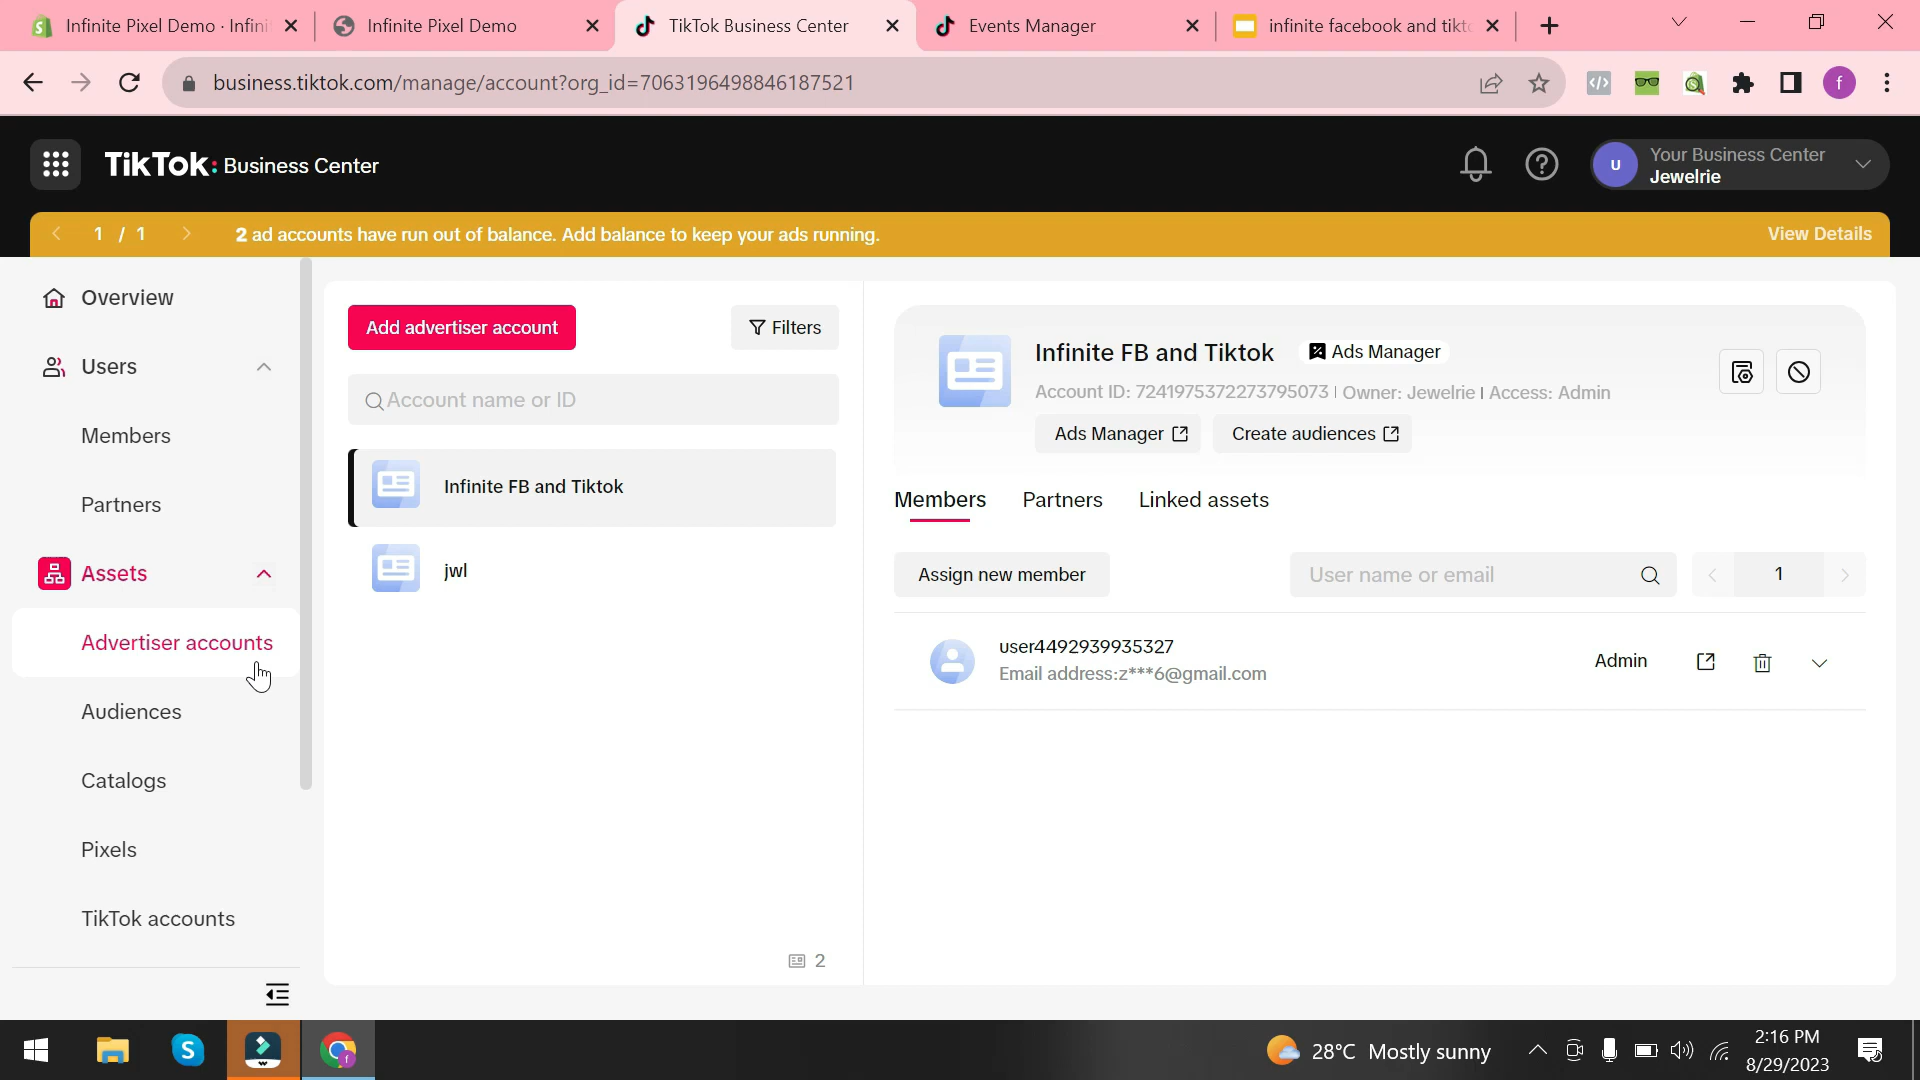 Infinite Pixel Demo · Infini
Infinite Pixel Demo
TikTok Business Center
Events Manager
infinite facebook and tikto
business.tiktok.com/manage/account?org_id=7063196498846187521
f
TikTok: Business Center
U
Your Business Center
Jewelrie
1 / 1
2 ad accounts have run out of balance. Add balance to keep your ads running.
View Details
Overview
Users
Members
Partners
Assets
Advertiser accounts
Audiences
Catalogs
Pixels
TikTok accounts
Add advertiser account
Filters
Account name or ID
Infinite FB and Tiktok
jwl
2
Infinite FB and Tiktok
Ads Manager
Account ID: 7241975372273795073 | Owner: Jewelrie | Access: Admin
Ads Manager
Create audiences
Members
Partners
Linked assets
Assign new member
User name or email
1
user4492939935327
Email address:z***6@gmail.com
Admin
28°C Mostly sunny
2:16 PM
8/29/2023